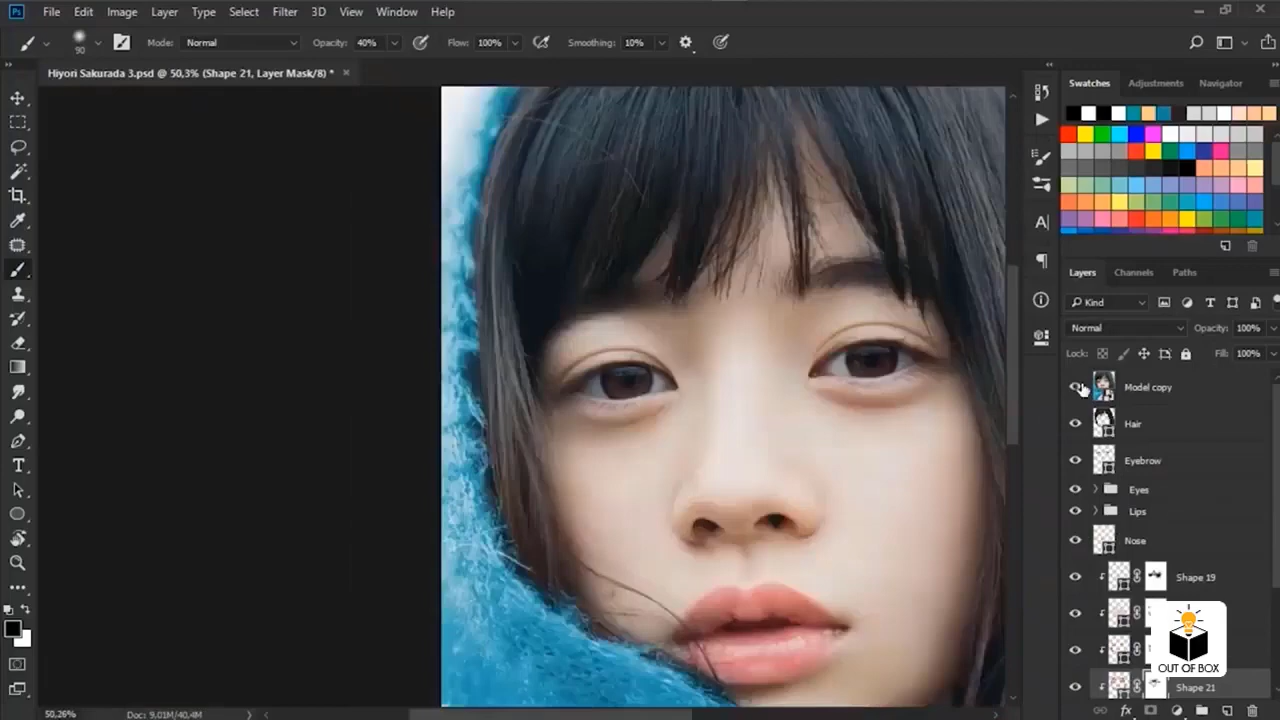 Ps File Edit Image Layer Type Select Filter 3D View Window Help
90 Mode: Normal Opacity: 40% Flow: 100% Smoothing: 10%
Hiyori Sakurada 3.psd @ 50,3% (Shape 21, Layer Mask/8) *
Swatches Adjustments Navigator
Layers Channels Paths
Kind
Normal Opacity: 100%
Lock: Fill: 100%
Model copy
Hair
Eyebrow
Eyes
Lips
Nose
Shape 19
Shape 21
OUT OF BOX
50,26% Doc: 9,01M/40,4M